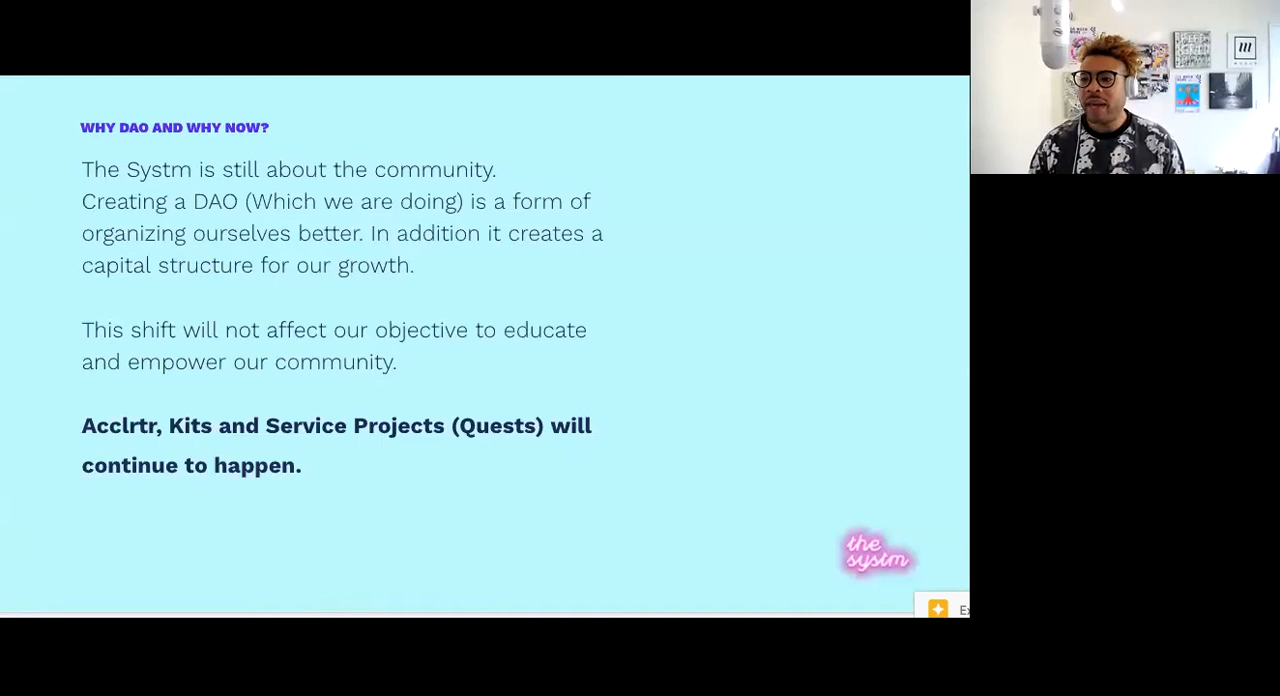 WHY DAO AND WHY NOW?
The Systm is still about the community.
Creating a DAO (Which we are doing) is a form of
organizing ourselves better. In addition it creates a
capital structure for our growth.
This shift will not affect our objective to educate
and empower our community.
Acclrtr, Kits and Service Projects (Quests) will
continue to happen.
the
systm